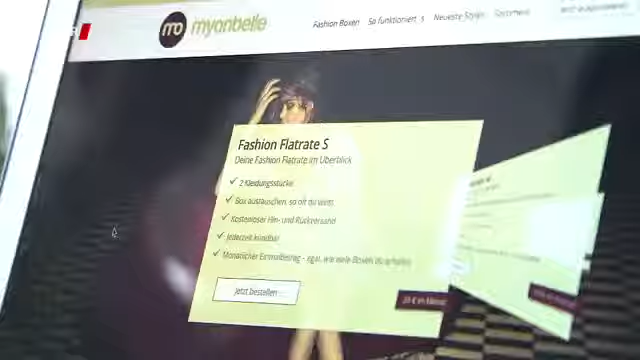 mo myonbelle
Fashion Boxen So funktioniert's Neueste Styles
Fashion Flatrate S
Deine Fashion Flatrate im Überblick
✓ 2 Kleidungsstücke
✓ Box austauschen, so oft du willst
✓ Kostenloser Hin- und Rückversand
✓ Jederzeit kündbar
✓ Monatlicher Einmalbetrag - egal, wie viele Boxen du erhältst
Jetzt bestellen